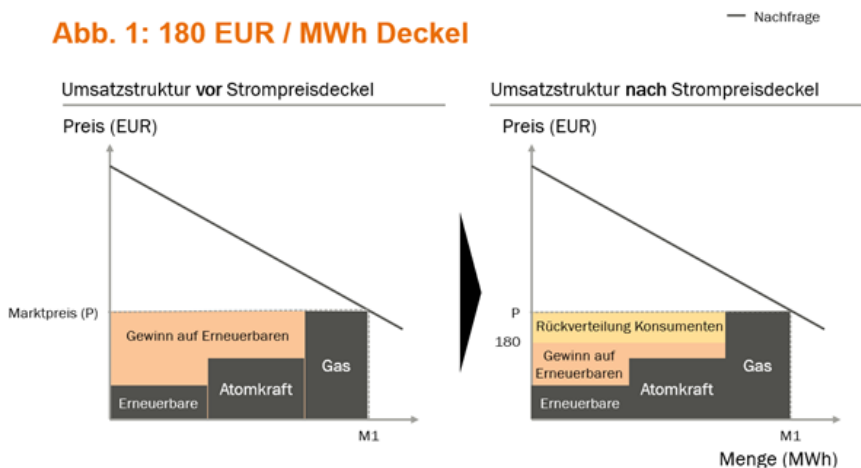 Abb. 1: 180 EUR / MWh Deckel
Nachfrage
Umsatzstruktur vor Strompreisdeckel
Preis (EUR)
Marktpreis (P)
Gewinn auf Erneuerbaren
Erneuerbare
Atomkraft
Gas
M1
Umsatzstruktur nach Strompreisdeckel
Preis (EUR)
P
180
Rückverteilung Konsumenten
Gewinn auf
Erneuerbaren
Erneuerbare
Atomkraft
Gas
M1
Menge (MWh)